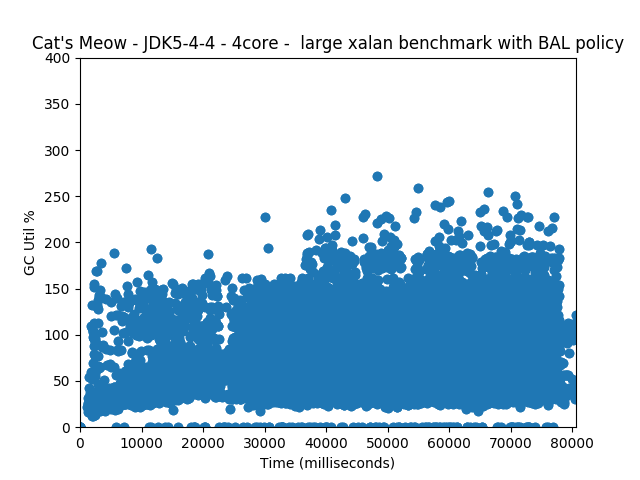 Cat's Meow - JDK5-4-4 - 4core -  large xalan benchmark with BAL policy
400
350
300
250
200
150
100
50
0
GC Util %
0 10000 20000 30000 40000 50000 60000 70000 80000
Time (milliseconds)